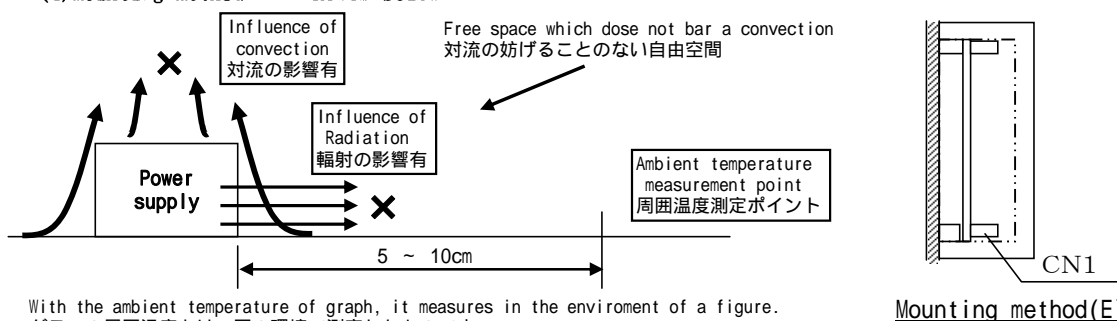 Influence of
convection
対流の影響有
Free space which dose not bar a convection
対流の妨げることのない自由空間
Influence of
Radiation
輻射の影響有
Power
supply
Ambient temperature
measurement point
周囲温度測定ポイント
5 ~ 10cm
CN1
With the ambient temperature of graph, it measures in the enviroment of a figure.
Mounting method(E